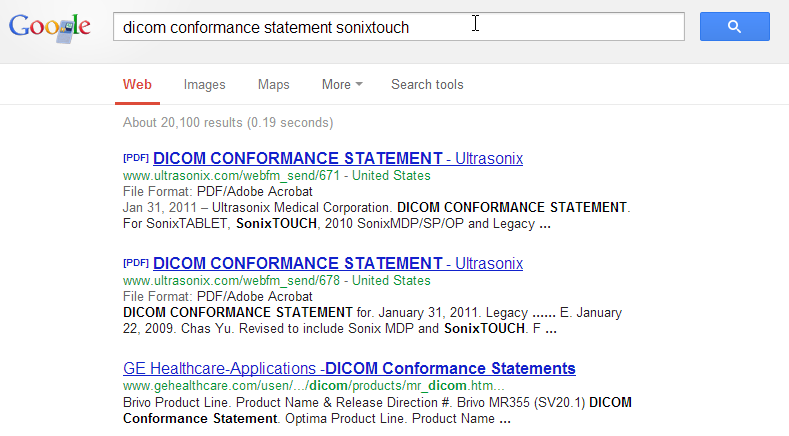 Google
dicom conformance statement sonixtouch
Web Images Maps More Search tools
About 20,100 results (0.19 seconds)
[PDF] DICOM CONFORMANCE STATEMENT - Ultrasonix
www.ultrasonix.com/webfm_send/671 - United States
File Format: PDF/Adobe Acrobat
Jan 31, 2011 – Ultrasonix Medical Corporation. DICOM CONFORMANCE STATEMENT.
For SonixTABLET, SonixTOUCH, 2010 SonixMDP/SP/OP and Legacy ...
[PDF] DICOM CONFORMANCE STATEMENT - Ultrasonix
www.ultrasonix.com/webfm_send/678 - United States
File Format: PDF/Adobe Acrobat
DICOM CONFORMANCE STATEMENT for. January 31, 2011. Legacy ...... E. January
22, 2009. Chas Yu. Revised to include Sonix MDP and SonixTOUCH. F ...
GE Healthcare-Applications -DICOM Conformance Statements
www.gehealthcare.com/usen/.../dicom/products/mr_dicom.htm...
Brivo Product Line. Product Name & Release Direction #. Brivo MR355 (SV20.1) DICOM
Conformance Statement. Optima Product Line. Product Name ...